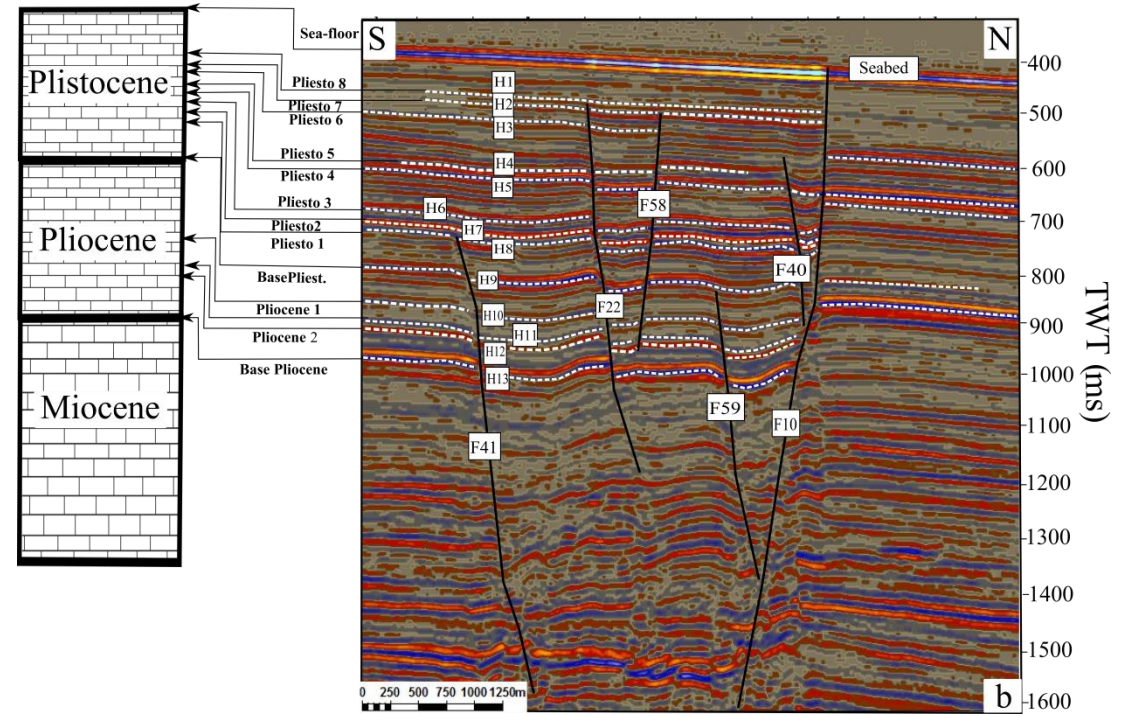 Plistocene
Pliocene
Miocene
Sea-floor
Pliesto 8
Pliesto 7
Pliesto 6
Pliesto 5
Pliesto 4
Pliesto 3
Pliesto2
Pliesto 1
BasePliest.
Pliocene 1
Pliocene 2
Base Pliocene
S
N
Seabed
H1
H2
H3
H4
H5
H6
H7
H8
H9
H10
H11
H12
H13
F58
F40
F22
F59
F10
F41
400
500
600
700
800
900
1000
1100
1200
1300
1400
1500
1600
TWT (ms)
0 250 500 750 1000 1250m
b